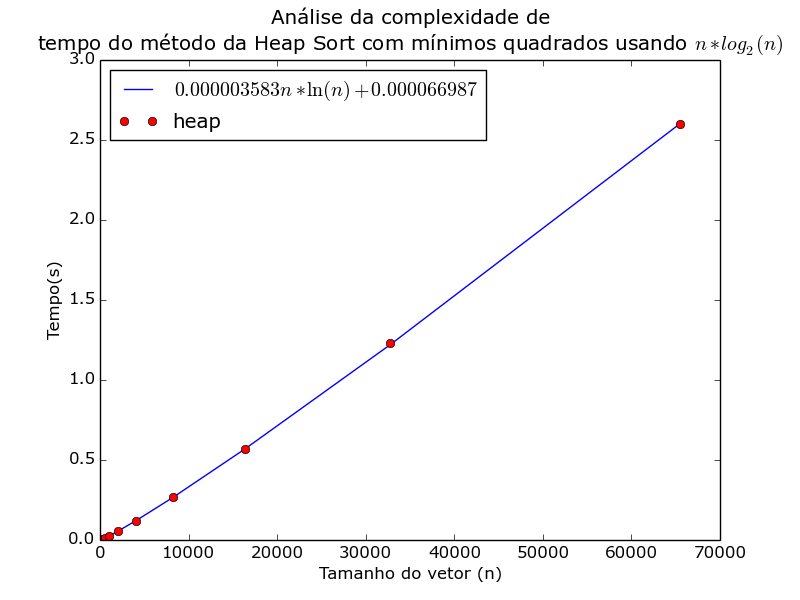 Análise da complexidade de
tempo do método da Heap Sort com mínimos quadrados usando n∗log₂(n)
0.000003583n∗ln(n)+0.000066987
heap
3.0
2.5
2.0
1.5
1.0
0.5
0.0
Tempo(s)
0 10000 20000 30000 40000 50000 60000 70000
Tamanho do vetor (n)